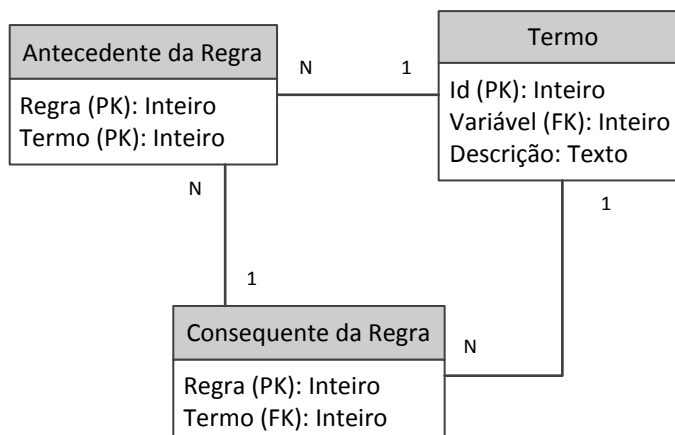 Antecedente da Regra
Regra (PK): Inteiro
Termo (PK): Inteiro
N
1
Termo
Id (PK): Inteiro
Variável (FK): Inteiro
Descrição: Texto
N
1
1
Consequente da Regra
Regra (PK): Inteiro
Termo (FK): Inteiro
N